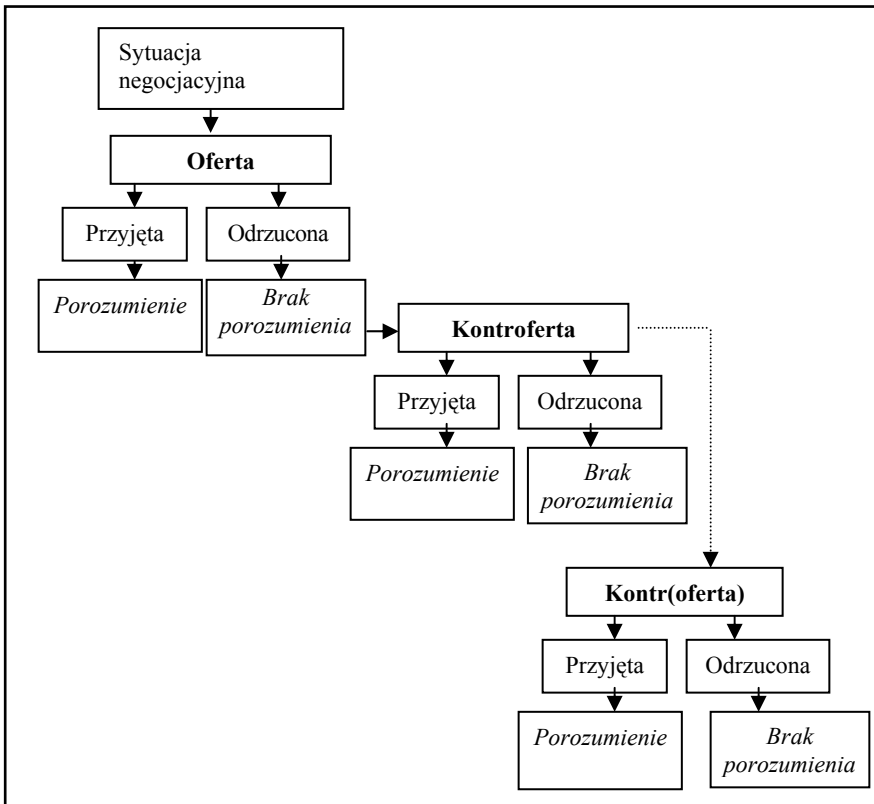 Sytuacja
negocjacyjna
Oferta
Przyjęta
Odrzucona
Porozumienie
Brak
porozumienia
Kontroferta
Przyjęta
Odrzucona
Porozumienie
Brak
porozumienia
Kontr(oferta)
Przyjęta
Odrzucona
Porozumienie
Brak
porozumienia